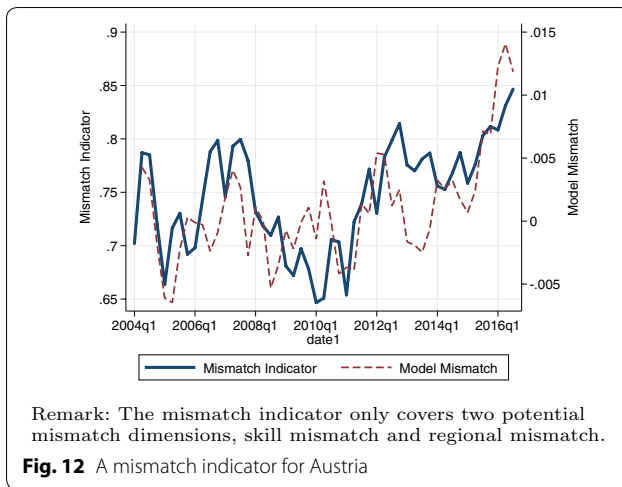 .9
.85
.8
.75
.7
.65
Mismatch Indicator
.015
.01
.005
0
-.005
Model Mismatch
2004q1 2006q1 2008q1 2010q1 2012q1 2014q1 2016q1
date1
Mismatch Indicator Model Mismatch
Remark: The mismatch indicator only covers two potential
mismatch dimensions, skill mismatch and regional mismatch.
Fig. 12 A mismatch indicator for Austria